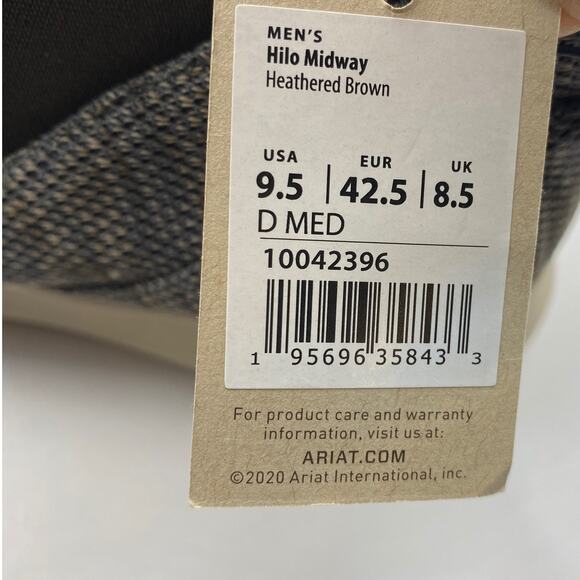 MEN'S
Hilo Midway
Heathered Brown
USA EUR UK
9.5 | 42.5 | 8.5
D MED
10042396
1 95696 35843 3
For product care and warranty
information, visit us at:
ARIAT.COM
©2020 Ariat International, inc.